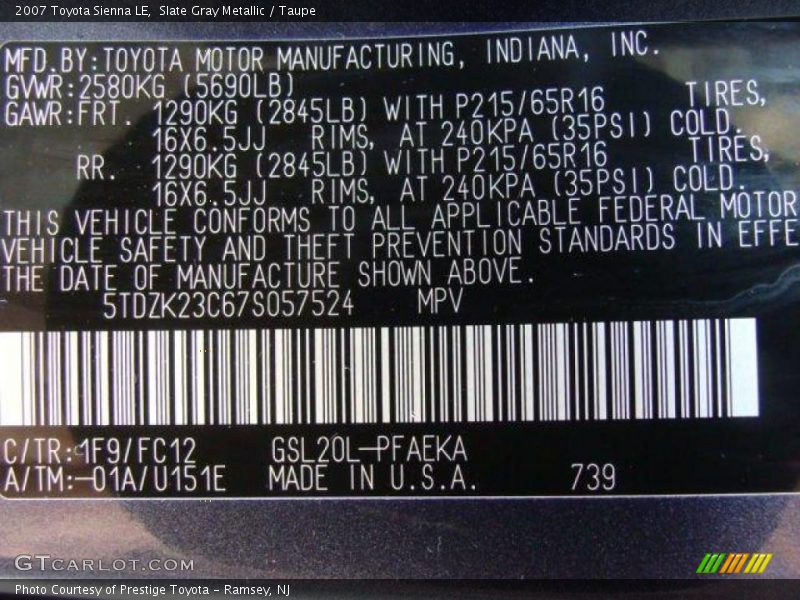 2007 Toyota Sienna LE, Slate Gray Metallic / Taupe
MFD.BY:TOYOTA MOTOR MANUFACTURING, INDIANA, INC.
GVWR:2580KG (5690LB)
GAWR:FRT. 1290KG (2845LB) WITH P215/65R16 TIRES,
16X6.5JJ RIMS, AT 240KPA (35PSI) COLD.
RR. 1290KG (2845LB) WITH P215/65R16 TIRES,
16X6.5JJ RIMS, AT 240KPA (35PSI) COLD.
THIS VEHICLE CONFORMS TO ALL APPLICABLE FEDERAL MOTOR
VEHICLE SAFETY AND THEFT PREVENTION STANDARDS IN EFFE
THE DATE OF MANUFACTURE SHOWN ABOVE.
5TDZK23C67S057524 MPV
C/TR:1F9/FC12 GSL20L-PFAEKA
A/TM:-01A/U151E MADE IN U.S.A. 739
GTCARLOT.COM
Photo Courtesy of Prestige Toyota - Ramsey, NJ